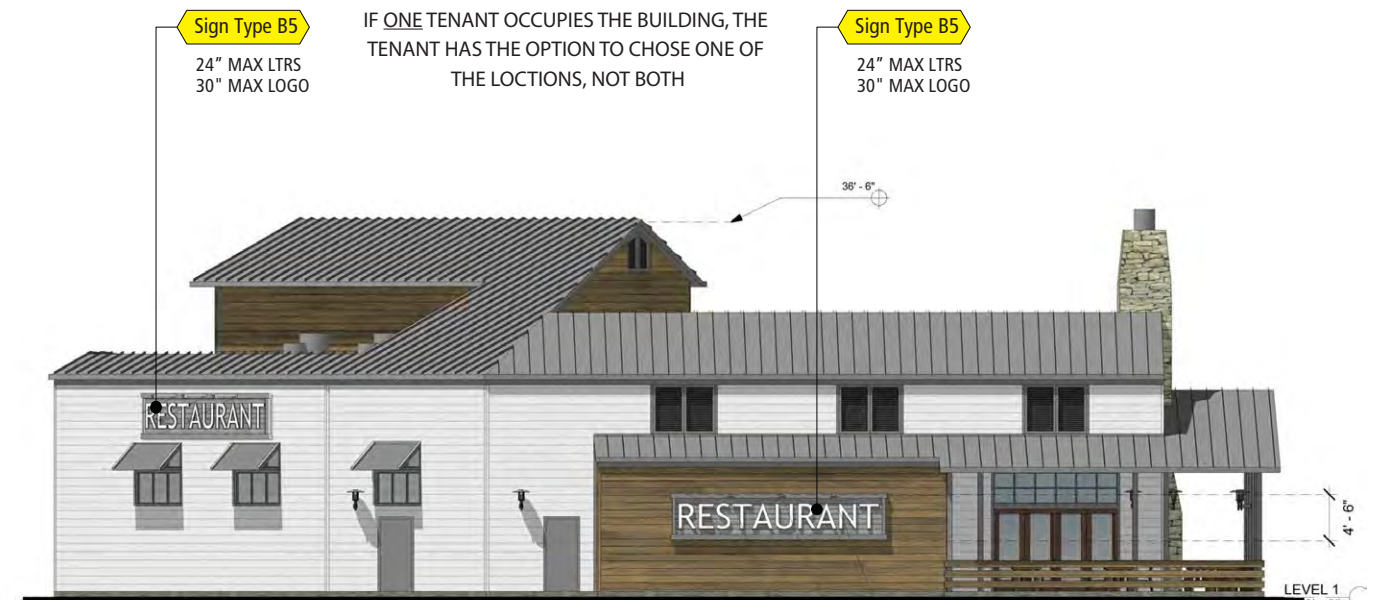 Sign Type B5
24” MAX LTRS
30" MAX LOGO
IF ONE TENANT OCCUPIES THE BUILDING, THE
TENANT HAS THE OPTION TO CHOSE ONE OF
THE LOCTIONS, NOT BOTH
Sign Type B5
24” MAX LTRS
30" MAX LOGO
36' - 6"
RESTAURANT
RESTAURANT
4' - 6"
LEVEL 1